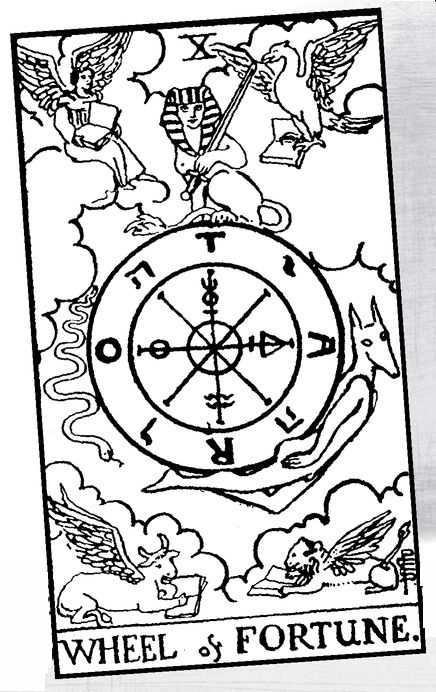 X
T
ה י
O A
ו ה
R
WHEEL of FORTUNE.